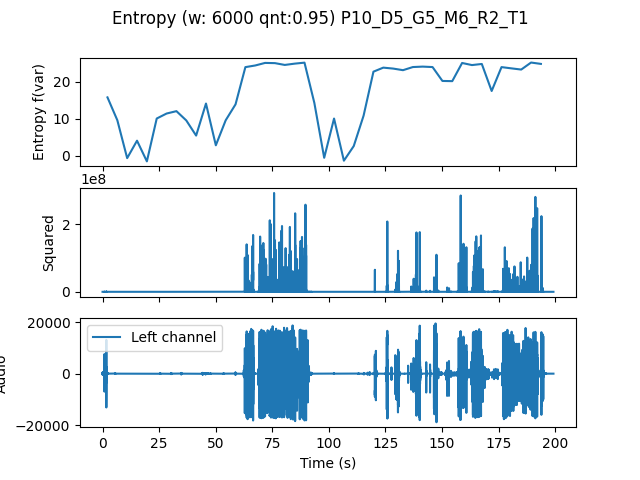 Entropy (w: 6000 qnt:0.95) P10_D5_G5_M6_R2_T1
Entropy f(var)
20
10
0
1e8
Squared
2
0
Audio
20000
0
−20000
Left channel
0
25
50
75
100
125
150
175
200
Time (s)